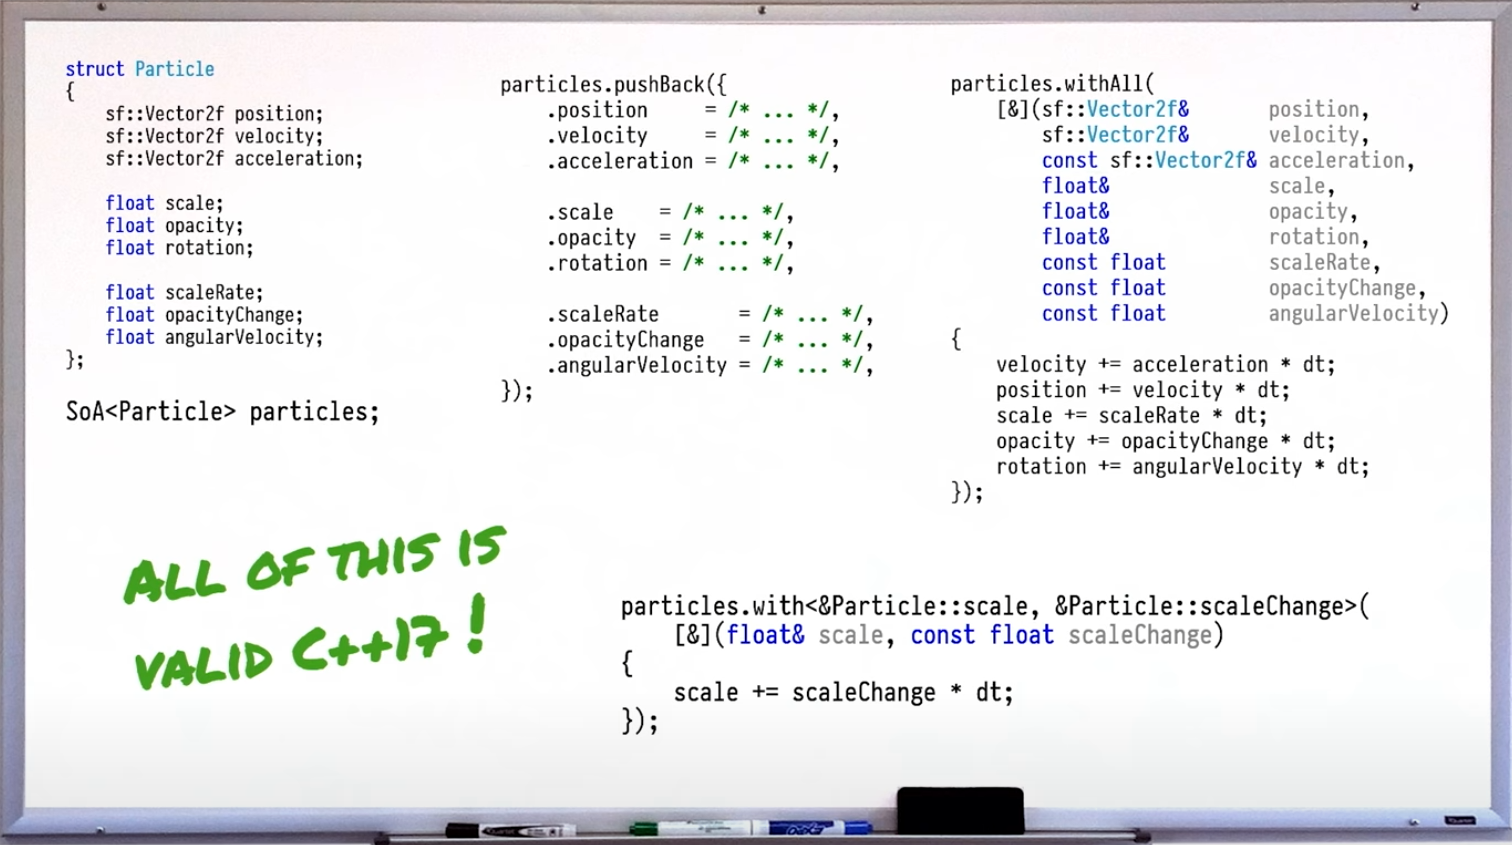 struct Particle
{
    sf::Vector2f position;
    sf::Vector2f velocity;
    sf::Vector2f acceleration;

    float scale;
    float opacity;
    float rotation;

    float scaleRate;
    float opacityChange;
    float angularVelocity;
};
SoA<Particle> particles;
particles.pushBack({
    .position     = /* ... */,
    .velocity     = /* ... */,
    .acceleration = /* ... */,

    .scale    = /* ... */,
    .opacity  = /* ... */,
    .rotation = /* ... */,

    .scaleRate       = /* ... */,
    .opacityChange   = /* ... */,
    .angularVelocity = /* ... */,
});
particles.withAll(
    [&](sf::Vector2f&       position,
        sf::Vector2f&       velocity,
        const sf::Vector2f& acceleration,
        float&              scale,
        float&              opacity,
        float&              rotation,
        const float         scaleRate,
        const float         opacityChange,
        const float         angularVelocity)
{
    velocity += acceleration * dt;
    position += velocity * dt;
    scale += scaleRate * dt;
    opacity += opacityChange * dt;
    rotation += angularVelocity * dt;
});
ALL OF THIS IS
VALID C++17!
particles.with<&Particle::scale, &Particle::scaleChange>(
    [&](float& scale, const float scaleChange)
{
    scale += scaleChange * dt;
});